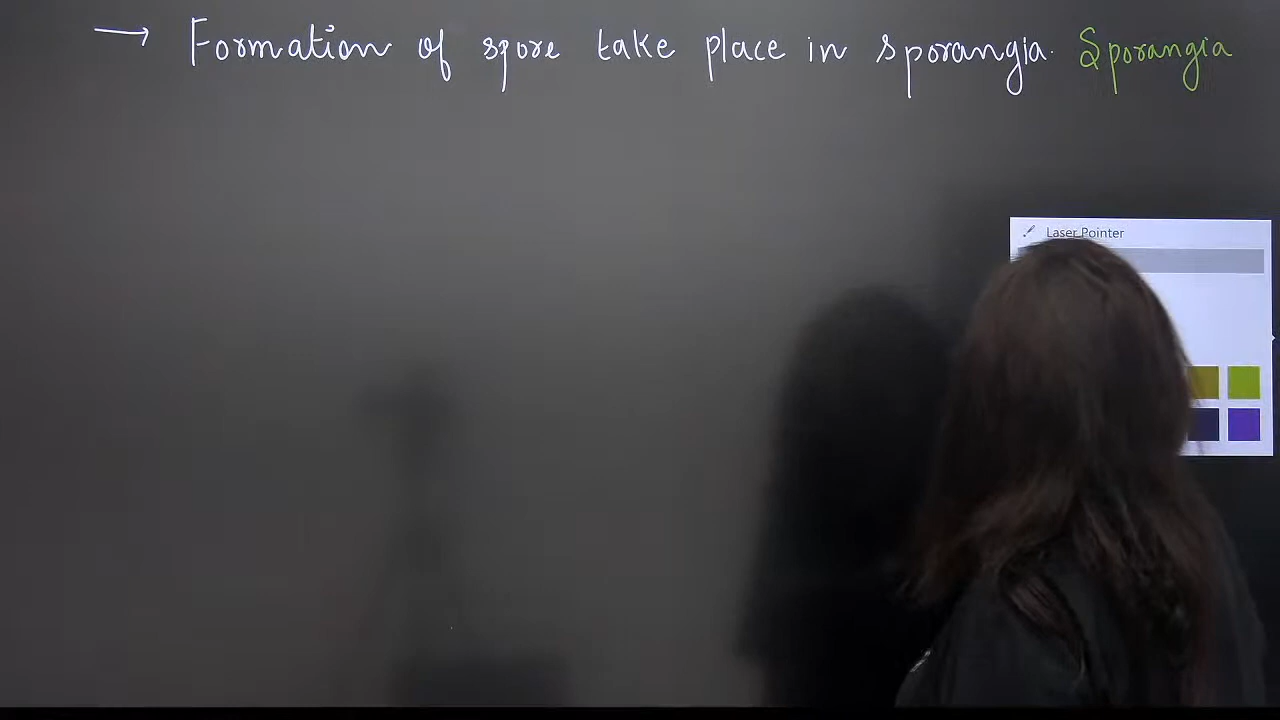 → Formation of spore take place in sporangia. Sporangia
Laser Pointer